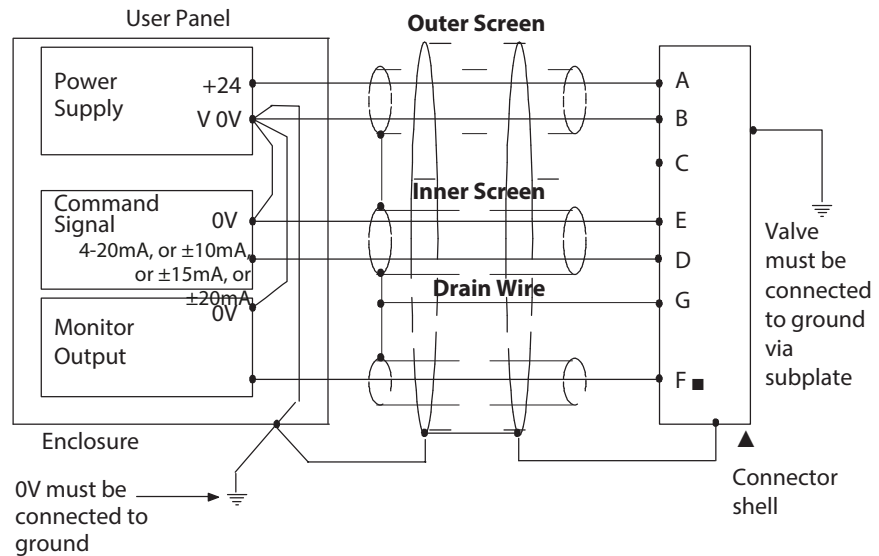 User Panel
Outer Screen
Power
Supply
+24
V 0V
A
B
C
Command
Signal
0V
4-20mA, or ±10mA,
or ±15mA, or
±20mA
Inner Screen
E
D
Drain Wire
G
0V
Monitor
Output
F ■
Valve
must be
connected
to ground
via
subplate
Enclosure
▲
Connector
shell
0V must be
connected to
ground